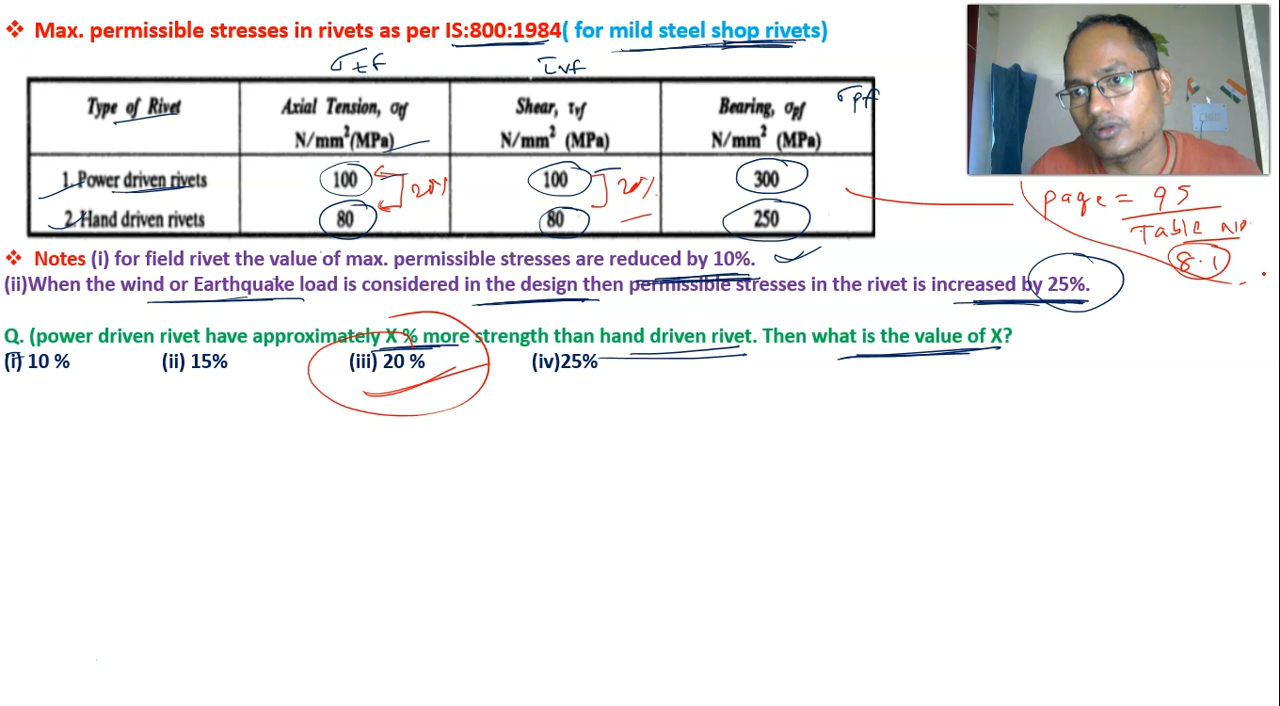 ❖ Max. permissible stresses in rivets as per IS:800:1984( for mild steel shop rivets)
σtf τvf σpf
Type of Rivet Axial Tension, σtf Shear, τvf Bearing, σpf
N/mm²(MPa) N/mm² (MPa) N/mm² (MPa)
1. Power driven rivets 100 100 300
20% 20%
2. Hand driven rivets 80 80 250
page = 95
Table no.
8.1
❖ Notes (i) for field rivet the value of max. permissible stresses are reduced by 10%.
(ii)When the wind or Earthquake load is considered in the design then permissible stresses in the rivet is increased by 25%.
Q. (power driven rivet have approximately X % more strength than hand driven rivet. Then what is the value of X?
(i) 10 % (ii) 15% (iii) 20 % (iv)25%